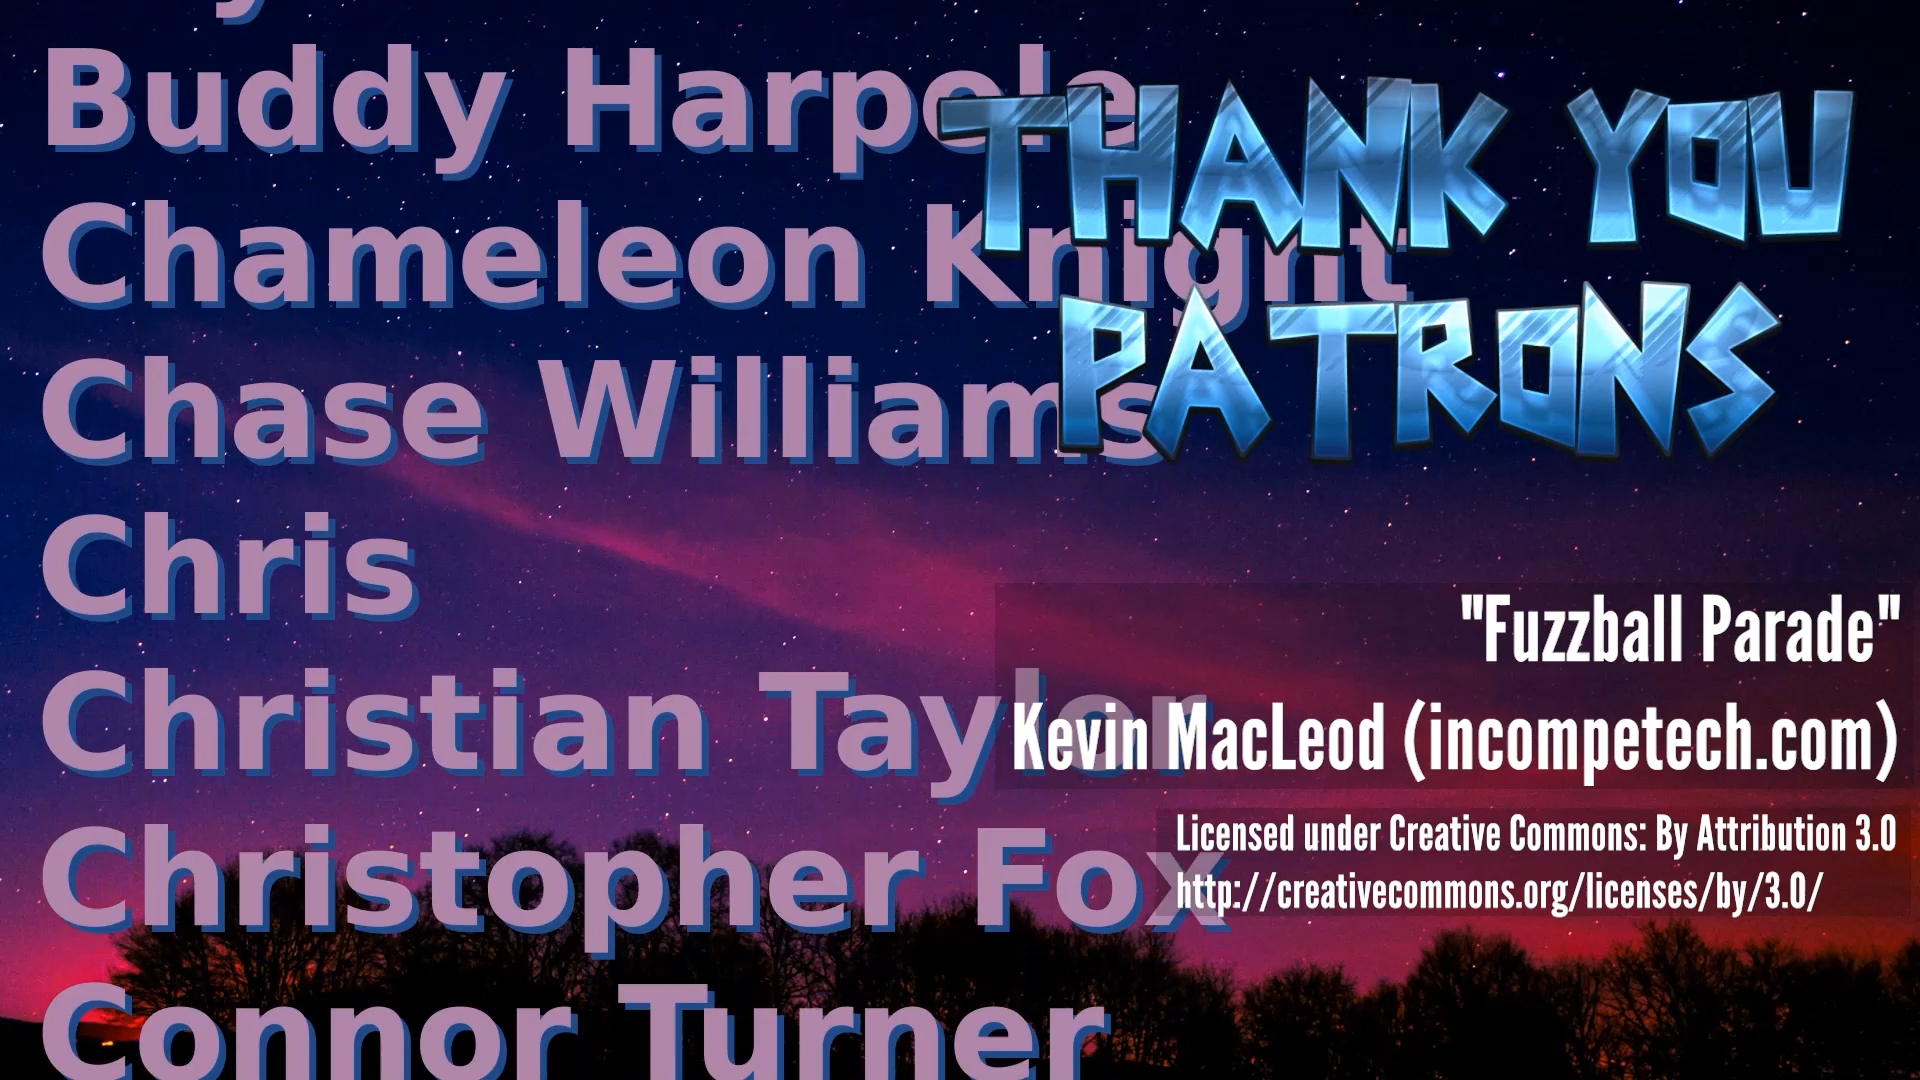 Buddy Harpole
Chameleon Knight
Chase Williams
Chris
Christian Taylor
Christopher Fox
Connor Turner
THANK YOU
PATRONS
"Fuzzball Parade"
Kevin MacLeod (incompetech.com)
Licensed under Creative Commons: By Attribution 3.0
http://creativecommons.org/licenses/by/3.0/